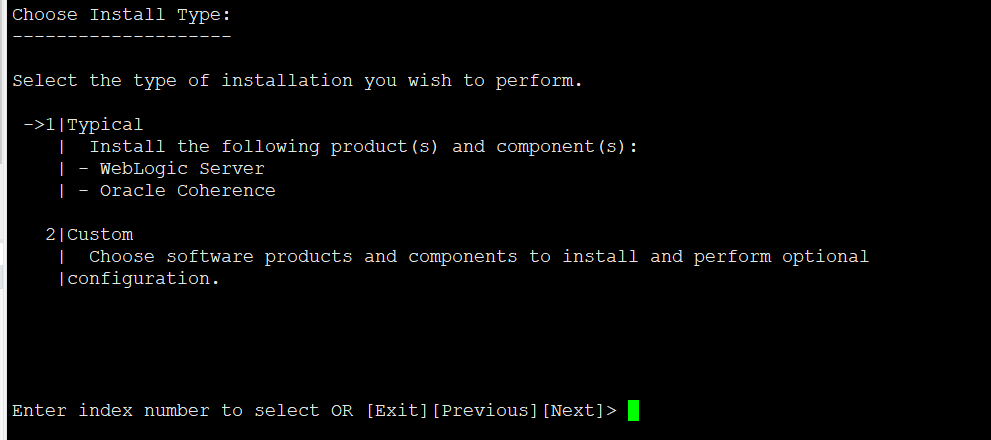 Choose Install Type:
--------------------
Select the type of installation you wish to perform.
->1|Typical
|  Install the following product(s) and component(s):
| - WebLogic Server
| - Oracle Coherence
2|Custom
|  Choose software products and components to install and perform optional
|configuration.
Enter index number to select OR [Exit][Previous][Next]>